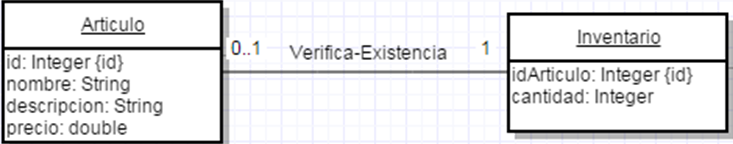 Articulo
id: Integer {id}
nombre: String
descripcion: String
precio: double
0..1
Verifica-Existencia
1
Inventario
idArticulo: Integer {id}
cantidad: Integer